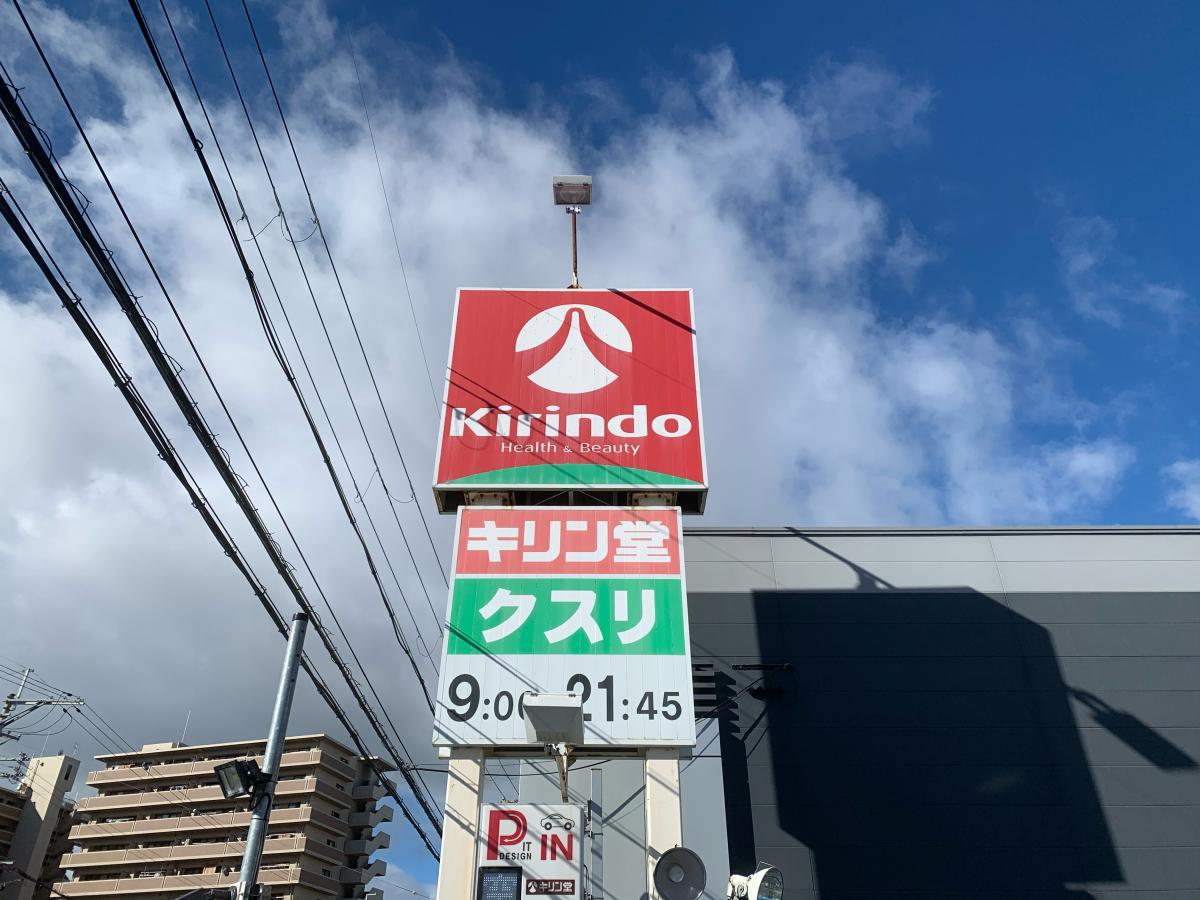 Kirindo
Health & Beauty
キリン堂
クスリ
9:00 21:45
PIT IN
DESIGN
キリン堂